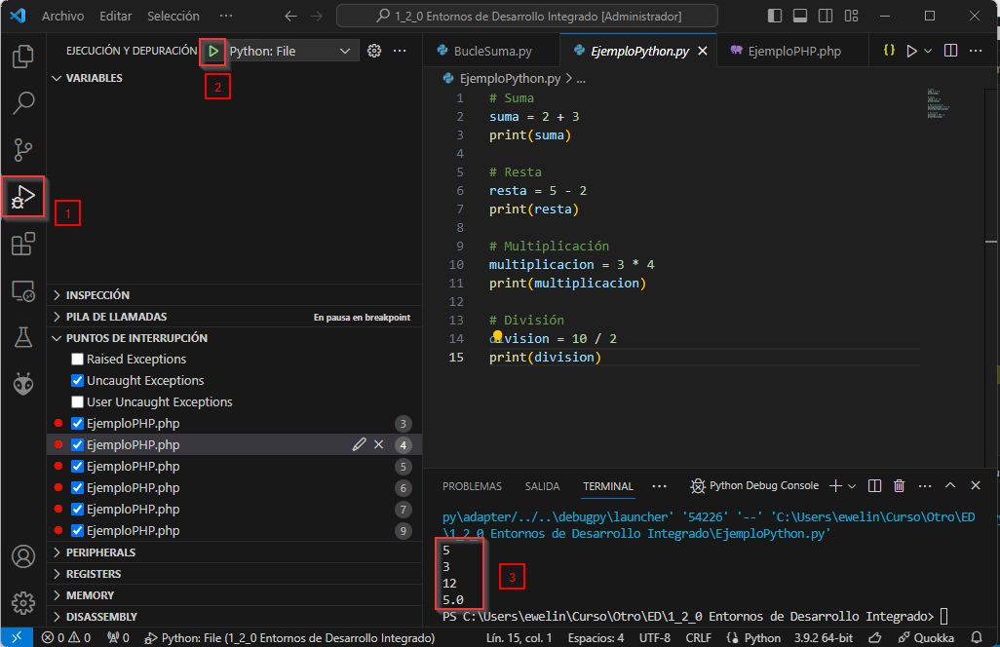 Archivo Editar Selección ··· 1_2_0 Entornos de Desarrollo Integrado [Administrador]
EJECUCIÓN Y DEPURACIÓN Python: File ···
2
VARIABLES
1
INSPECCIÓN
PILA DE LLAMADAS En pausa en breakpoint
PUNTOS DE INTERRUPCIÓN
Raised Exceptions
Uncaught Exceptions
User Uncaught Exceptions
EjemploPHP.php 3
EjemploPHP.php 4
EjemploPHP.php 5
EjemploPHP.php 6
EjemploPHP.php 7
EjemploPHP.php 9
PERIPHERALS
REGISTERS
MEMORY
DISASSEMBLY
BucleSuma.py EjemploPython.py EjemploPHP.php {} ···
EjemploPython.py > ...
1 # Suma
2 suma = 2 + 3
3 print(suma)
4
5 # Resta
6 resta = 5 - 2
7 print(resta)
8
9 # Multiplicación
10 multiplicacion = 3 * 4
11 print(multiplicacion)
12
13 # División
14 division = 10 / 2
15 print(division)
PROBLEMAS SALIDA TERMINAL ··· Python Debug Console ···
py\adapter/../..\debugpy\launcher' '54226' '--' 'C:\Users\ewelin\Curso\Otro\ED
\1_2_0 Entornos de Desarrollo Integrado\EjemploPython.py'
5
3
12
5.0
3
PS C:\Users\ewelin\Curso\Otro\ED\1_2_0 Entornos de Desarrollo Integrado>
0 0 0 Python: File (1_2_0 Entornos de Desarrollo Integrado) Lín. 15, col. 1 Espacios: 4 UTF-8 CRLF Python 3.9.2 64-bit Quokka